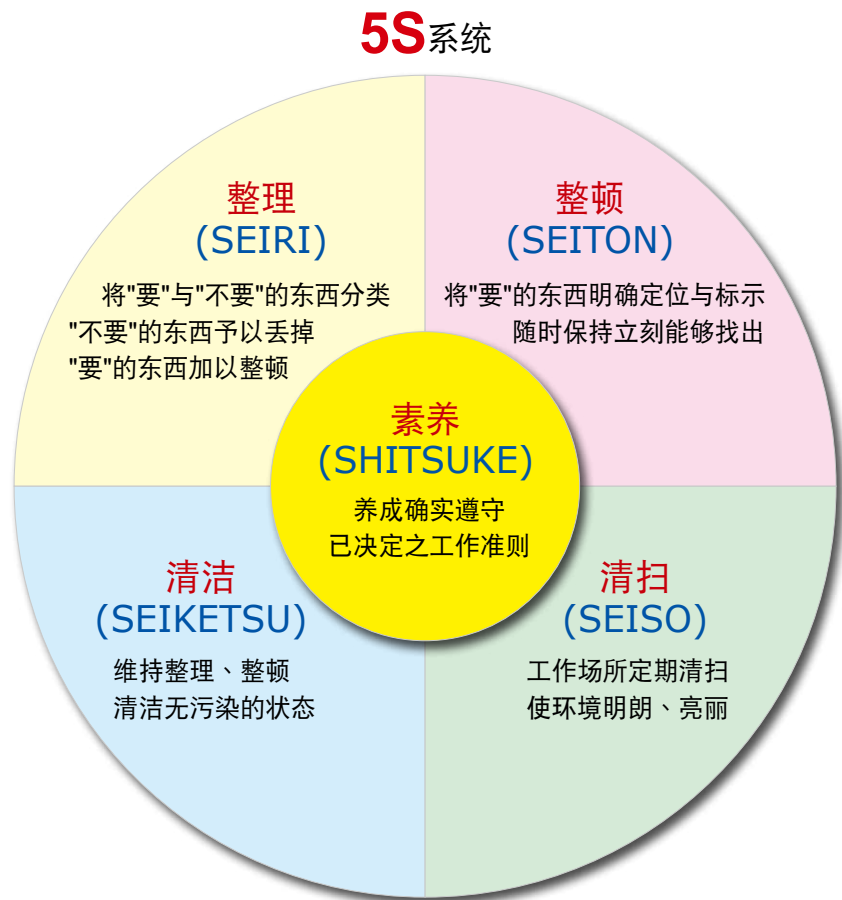 5S系统
整理
(SEIRI)
将"要"与"不要"的东西分类
"不要"的东西予以丢掉
"要"的东西加以整顿
整顿
(SEITON)
将"要"的东西明确定位与标示
随时保持立刻能够找出
素养
(SHITSUKE)
养成确实遵守
已决定之工作准则
清洁
(SEIKETSU)
维持整理、整顿
清洁无污染的状态
清扫
(SEISO)
工作场所定期清扫
使环境明朗、亮丽